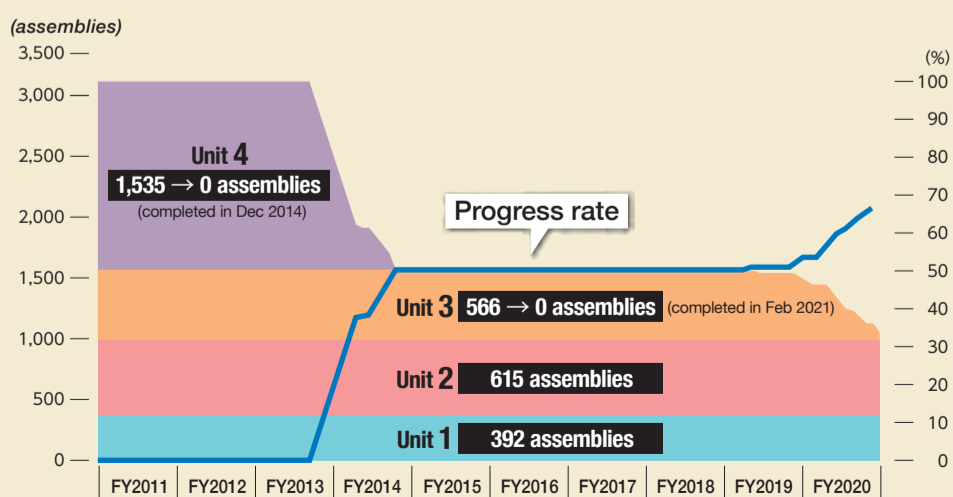 (assemblies)
3,500
3,000
2,500
2,000
1,500
1,000
500
0
(%)
100
90
80
70
60
50
40
30
20
10
0
Unit 4
1,535 → 0 assemblies
(completed in Dec 2014)
Progress rate
Unit 3 566 → 0 assemblies (completed in Feb 2021)
Unit 2 615 assemblies
Unit 1 392 assemblies
FY2011 FY2012 FY2013 FY2014 FY2015 FY2016 FY2017 FY2018 FY2019 FY2020